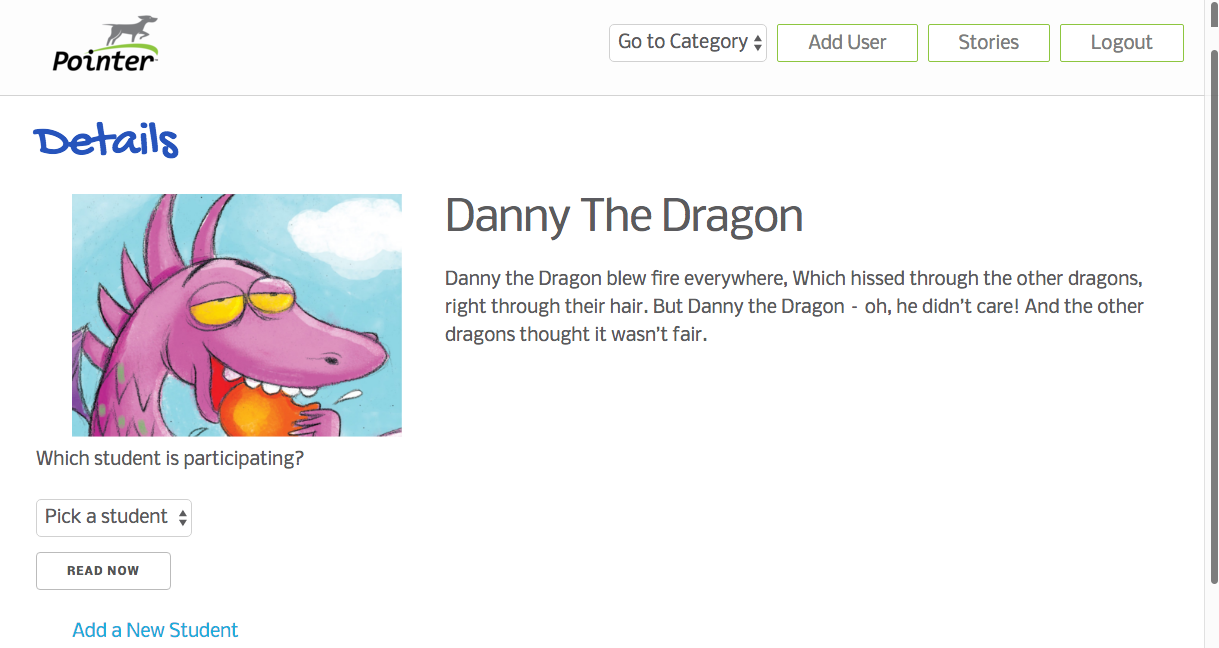 Pointer
Go to Category
Add User
Stories
Logout
Details
Danny The Dragon
Danny the Dragon blew fire everywhere, Which hissed through the other dragons,
right through their hair. But Danny the Dragon - oh, he didn't care! And the other
dragons thought it wasn't fair.
Which student is participating?
Pick a student
READ NOW
Add a New Student